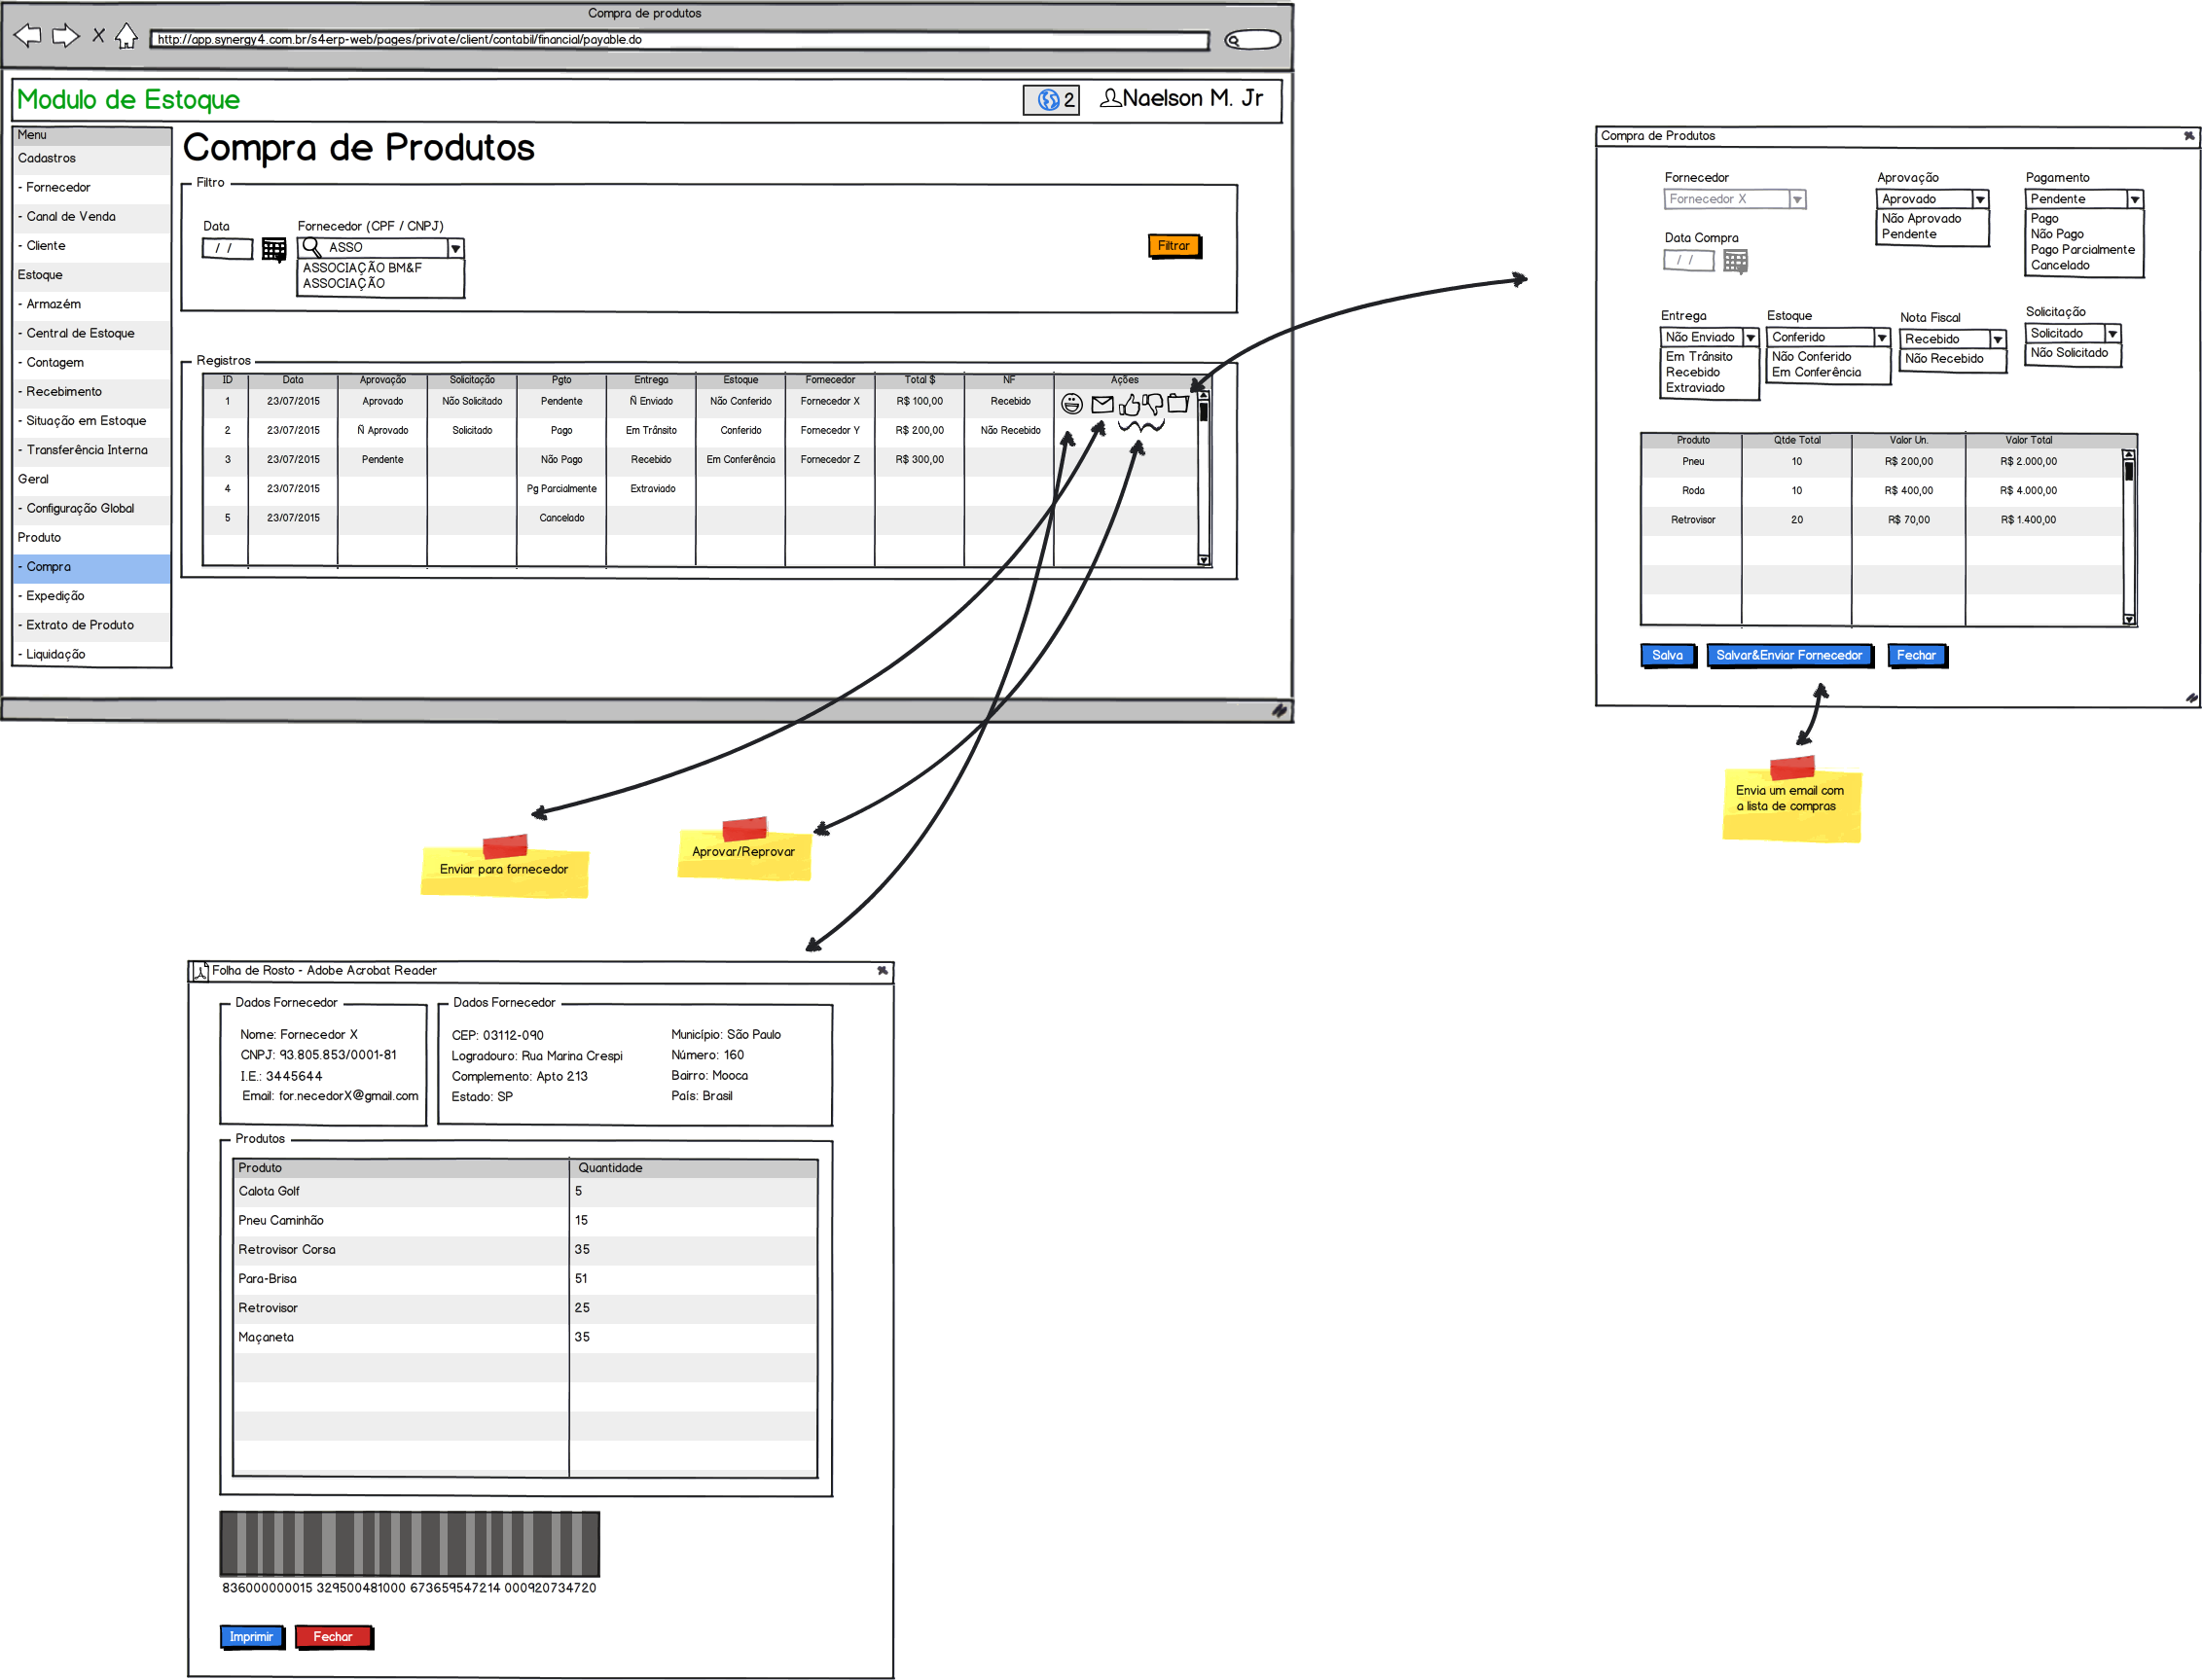 Compra de produtos
X
http://app.synergy4.com.br/s4erp-web/pages/private/client/contabil/financial/payable.do
Modulo de Estoque
2
Naelson M. Jr
Menu
Cadastros
- Fornecedor
- Canal de Venda
- Cliente
Estoque
- Armazém
- Central de Estoque
- Contagem
- Recebimento
- Situação em Estoque
- Transferência Interna
Geral
- Configuração Global
Produto
- Compra
- Expedição
- Extrato de Produto
- Liquidação
Compra de Produtos
Filtro
Data Fornecedor (CPF / CNPJ)
/ / ASSO
ASSOCIAÇÃO BM&F
ASSOCIAÇÃO
Filtrar
Registros
ID Data Aprovação Solicitação Pgto Entrega Estoque Fornecedor Total $ NF Ações
1 23/07/2015 Aprovado Não Solicitado Pendente Ñ Enviado Não Conferido Fornecedor X R$ 100,00 Recebido
2 23/07/2015 Ñ Aprovado Solicitado Pago Em Trânsito Conferido Fornecedor Y R$ 200,00 Não Recebido
3 23/07/2015 Pendente Não Pago Recebido Em Conferência Fornecedor Z R$ 300,00
4 23/07/2015 Pg Parcialmente Extraviado
5 23/07/2015 Cancelado
Compra de Produtos
Fornecedor
Fornecedor X
Data Compra
/ /
Aprovação
Aprovado
Não Aprovado
Pendente
Pagamento
Pendente
Pago
Não Pago
Pago Parcialmente
Cancelado
Entrega
Não Enviado
Em Trânsito
Recebido
Extraviado
Estoque
Conferido
Não Conferido
Em Conferência
Nota Fiscal
Recebido
Não Recebido
Solicitação
Solicitado
Não Solicitado
Produto Qtde Total Valor Un. Valor Total
Pneu 10 R$ 200,00 R$ 2.000,00
Roda 10 R$ 400,00 R$ 4.000,00
Retrovisor 20 R$ 70,00 R$ 1.400,00
Salva Salvar&Enviar Fornecedor Fechar
Envia um email com
a lista de compras
Enviar para fornecedor
Aprovar/Reprovar
Folha de Rosto - Adobe Acrobat Reader
Dados Fornecedor
Nome: Fornecedor X
CNPJ: 93.805.853/0001-81
I.E.: 3445644
Email: for.necedorX@gmail.com
Dados Fornecedor
CEP: 03112-090 Município: São Paulo
Logradouro: Rua Marina Crespi Número: 160
Complemento: Apto 213 Bairro: Mooca
Estado: SP País: Brasil
Produtos
Produto Quantidade
Calota Golf 5
Pneu Caminhão 15
Retrovisor Corsa 35
Para-Brisa 51
Retrovisor 25
Maçaneta 35
836000000015 329500481000 673659547214 000920734720
Imprimir Fechar